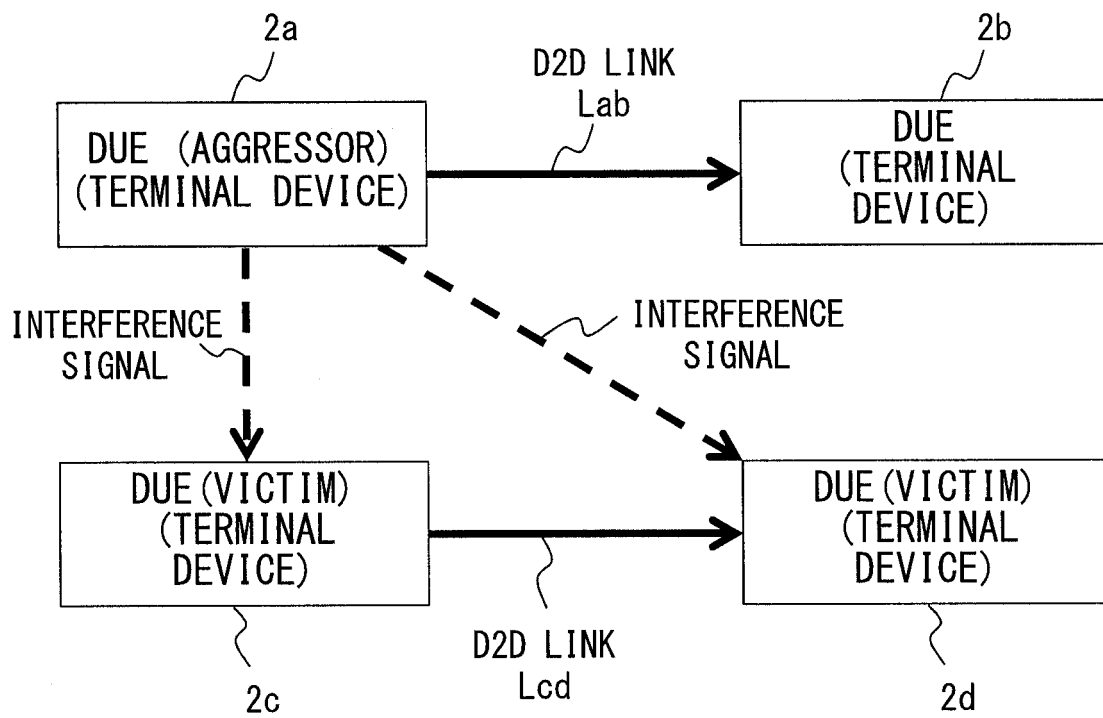 2a
2b
D2D LINK
Lab
DUE (AGGRESSOR)
(TERMINAL DEVICE)
DUE
(TERMINAL
DEVICE)
INTERFERENCE
SIGNAL
INTERFERENCE
SIGNAL
DUE(VICTIM)
(TERMINAL
DEVICE)
DUE(VICTIM)
(TERMINAL
DEVICE)
D2D LINK
Lcd
2c
2d